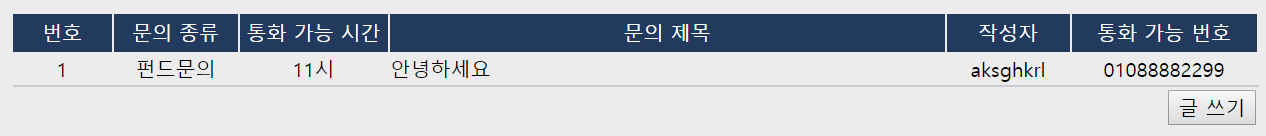 번호 문의 종류 통화 가능 시간 문의 제목 작성자 통화 가능 번호
1 펀드문의 11시 안녕하세요 aksghkrl 01088882299
글 쓰기